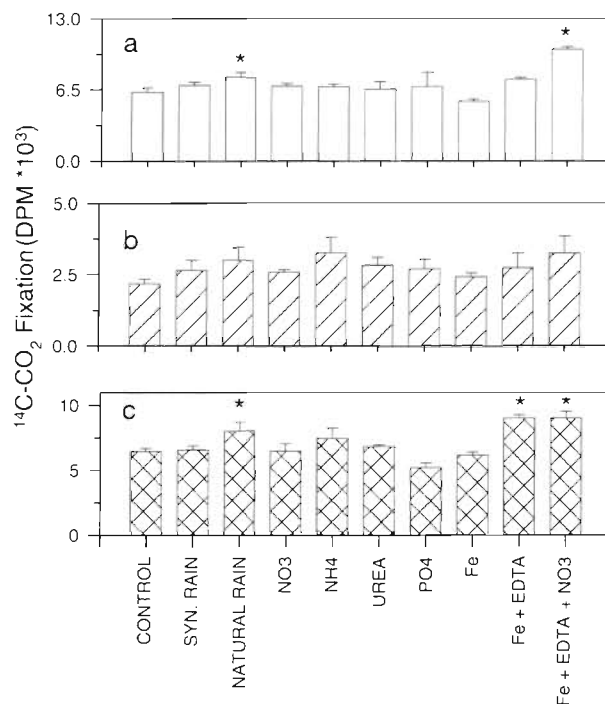 ¹⁴C-CO₂ Fixation (DPM *10³)
13.0
a
*
*
6.5
0.0
5.0
b
2.5
0.0
10
c
*
*
*
5
0
CONTROL
SYN. RAIN
NATURAL RAIN
NO3
NH4
UREA
PO4
Fe
Fe + EDTA
Fe + EDTA + NO3